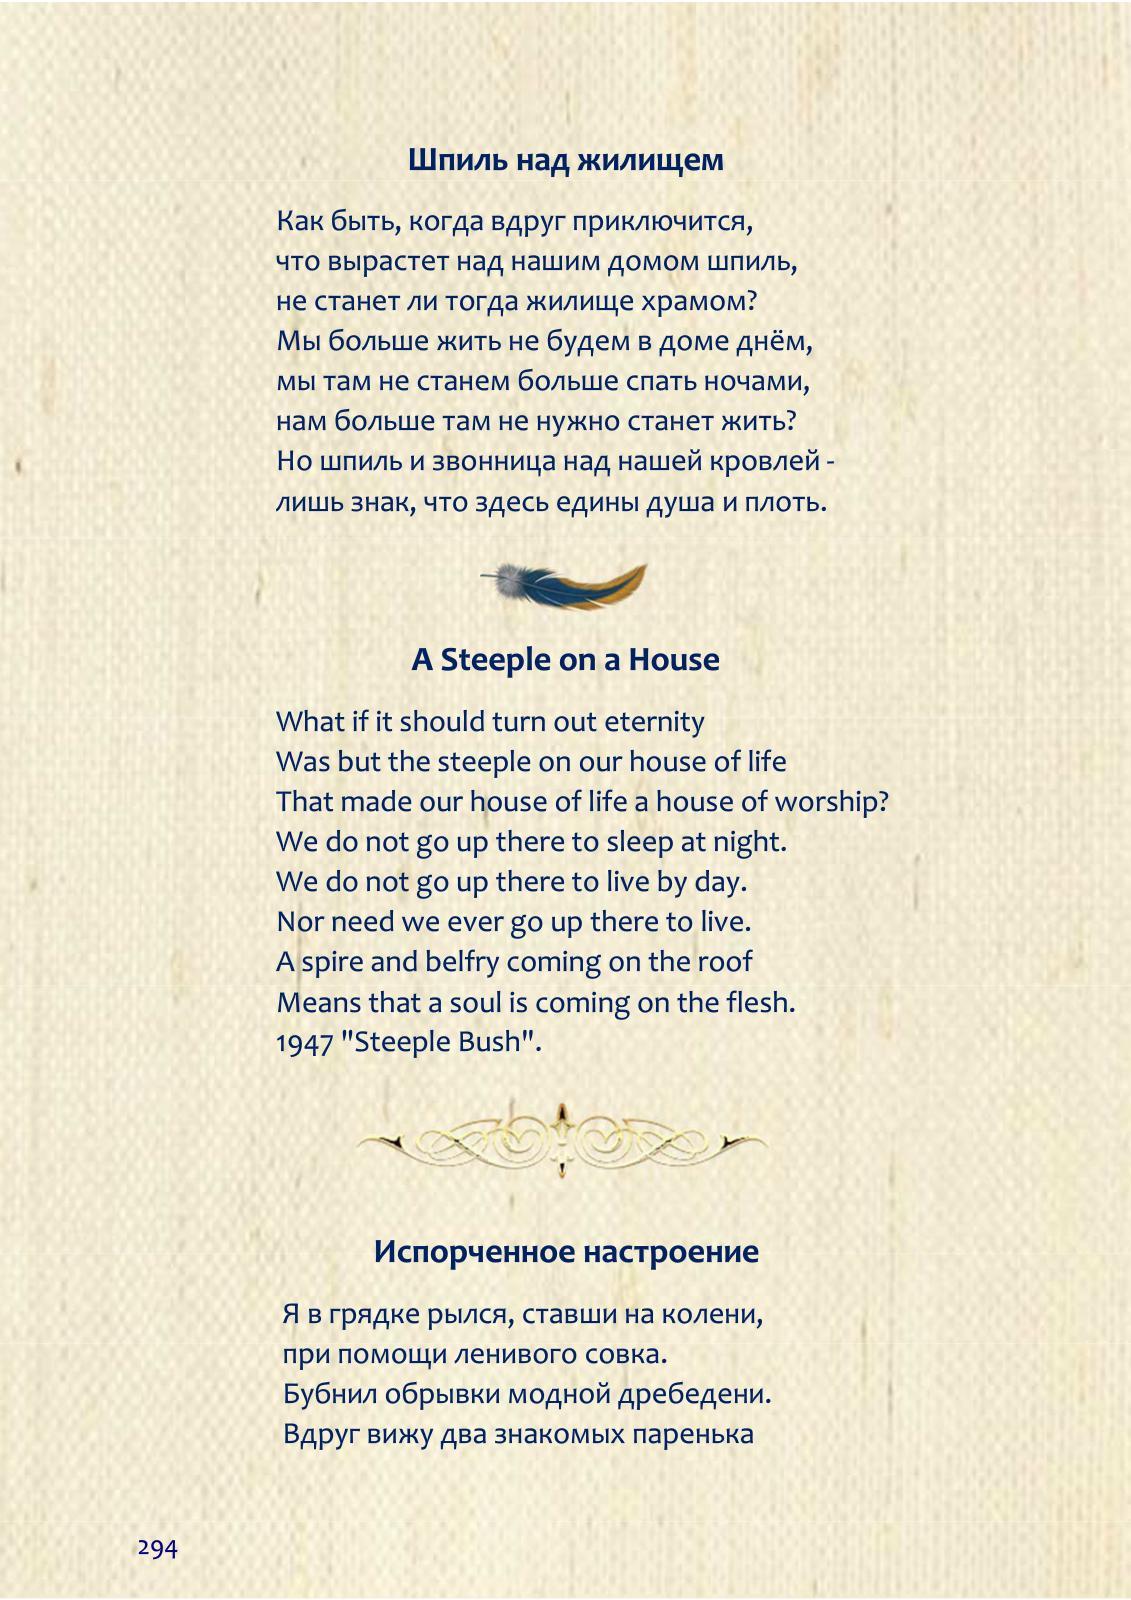 Шпиль над жилищем
Как быть, когда вдруг приключится,
что вырастет над нашим домом шпиль,
не станет ли тогда жилище храмом?
Мы больше жить не будем в доме днём,
мы там не станем больше спать ночами,
нам больше там не нужно станет жить?
Но шпиль и звонница над нашей кровлей -
лишь знак, что здесь едины душа и плоть.
A Steeple on a House
What if it should turn out eternity
Was but the steeple on our house of life
That made our house of life a house of worship?
We do not go up there to sleep at night.
We do not go up there to live by day.
Nor need we ever go up there to live.
A spire and belfry coming on the roof
Means that a soul is coming on the flesh.
1947 "Steeple Bush".
Испорченное настроение
Я в грядке рылся, ставши на колени,
при помощи ленивого совка.
Бубнил обрывки модной дребедени.
Вдруг вижу два знакомых паренька
294